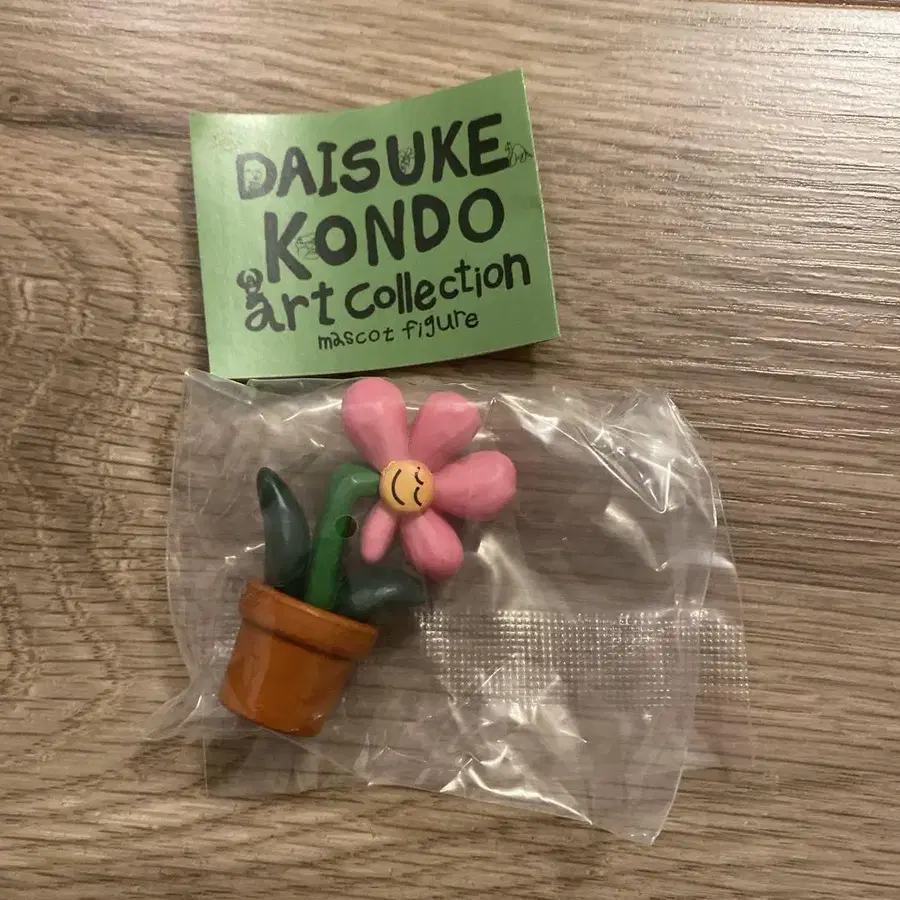 DAISUKE
KONDO
art collection
mascot figure